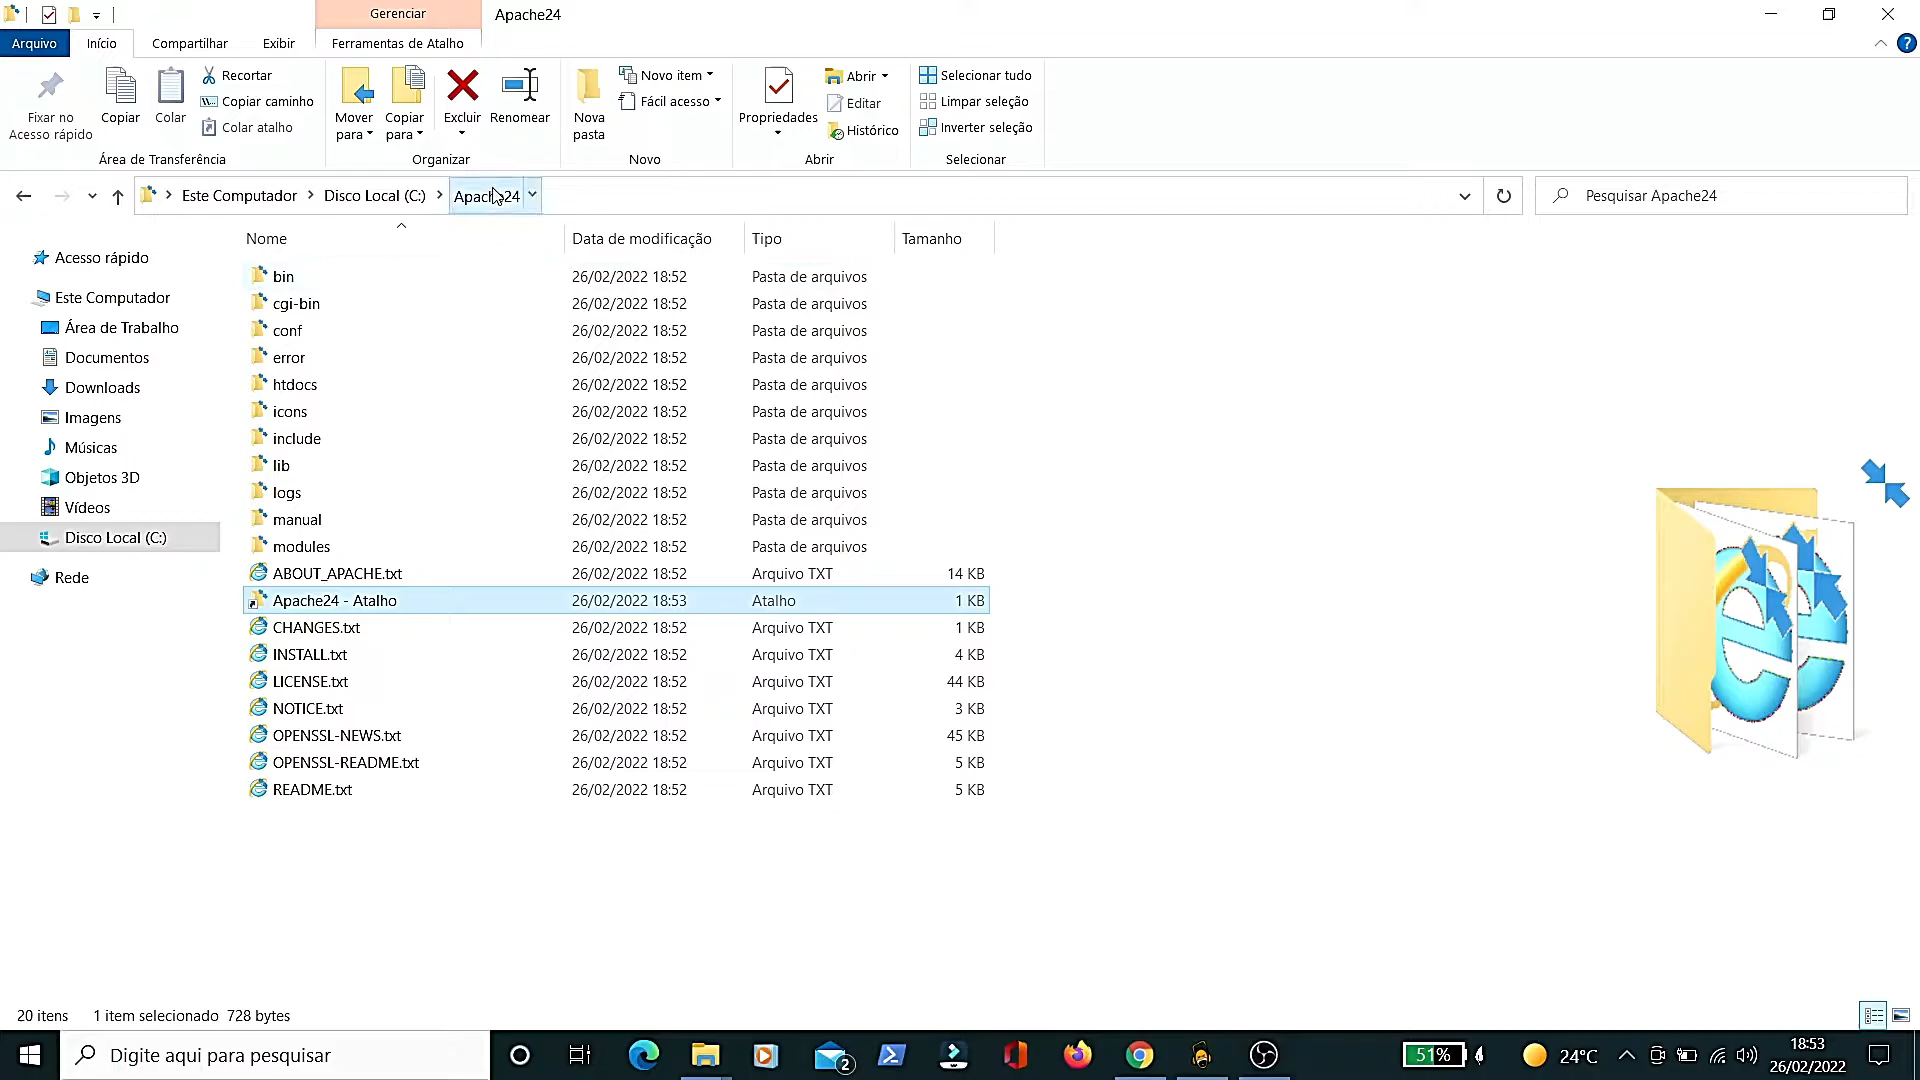 Gerenciar
Apache24
Arquivo
Início
Compartilhar
Exibir
Ferramentas de Atalho
Fixar no
Acesso rápido
Copiar
Colar
Recortar
Copiar caminho
Colar atalho
Área de Transferência
Mover
para
Copiar
para
Excluir
Renomear
Organizar
Nova
pasta
Novo item
Fácil acesso
Novo
Propriedades
Abrir
Editar
Histórico
Abrir
Selecionar tudo
Limpar seleção
Inverter seleção
Selecionar
Este Computador
Disco Local (C:)
Apache24
Pesquisar Apache24
Acesso rápido
Este Computador
Área de Trabalho
Documentos
Downloads
Imagens
Músicas
Objetos 3D
Vídeos
Disco Local (C:)
Rede
Nome Data de modificação Tipo Tamanho
bin 26/02/2022 18:52 Pasta de arquivos
cgi-bin 26/02/2022 18:52 Pasta de arquivos
conf 26/02/2022 18:52 Pasta de arquivos
error 26/02/2022 18:52 Pasta de arquivos
htdocs 26/02/2022 18:52 Pasta de arquivos
icons 26/02/2022 18:52 Pasta de arquivos
include 26/02/2022 18:52 Pasta de arquivos
lib 26/02/2022 18:52 Pasta de arquivos
logs 26/02/2022 18:52 Pasta de arquivos
manual 26/02/2022 18:52 Pasta de arquivos
modules 26/02/2022 18:52 Pasta de arquivos
ABOUT_APACHE.txt 26/02/2022 18:52 Arquivo TXT 14 KB
Apache24 - Atalho 26/02/2022 18:53 Atalho 1 KB
CHANGES.txt 26/02/2022 18:52 Arquivo TXT 1 KB
INSTALL.txt 26/02/2022 18:52 Arquivo TXT 4 KB
LICENSE.txt 26/02/2022 18:52 Arquivo TXT 44 KB
NOTICE.txt 26/02/2022 18:52 Arquivo TXT 3 KB
OPENSSL-NEWS.txt 26/02/2022 18:52 Arquivo TXT 45 KB
OPENSSL-README.txt 26/02/2022 18:52 Arquivo TXT 5 KB
README.txt 26/02/2022 18:52 Arquivo TXT 5 KB
20 itens 1 item selecionado 728 bytes
Digite aqui para pesquisar
2
51%
24°C
18:53
26/02/2022